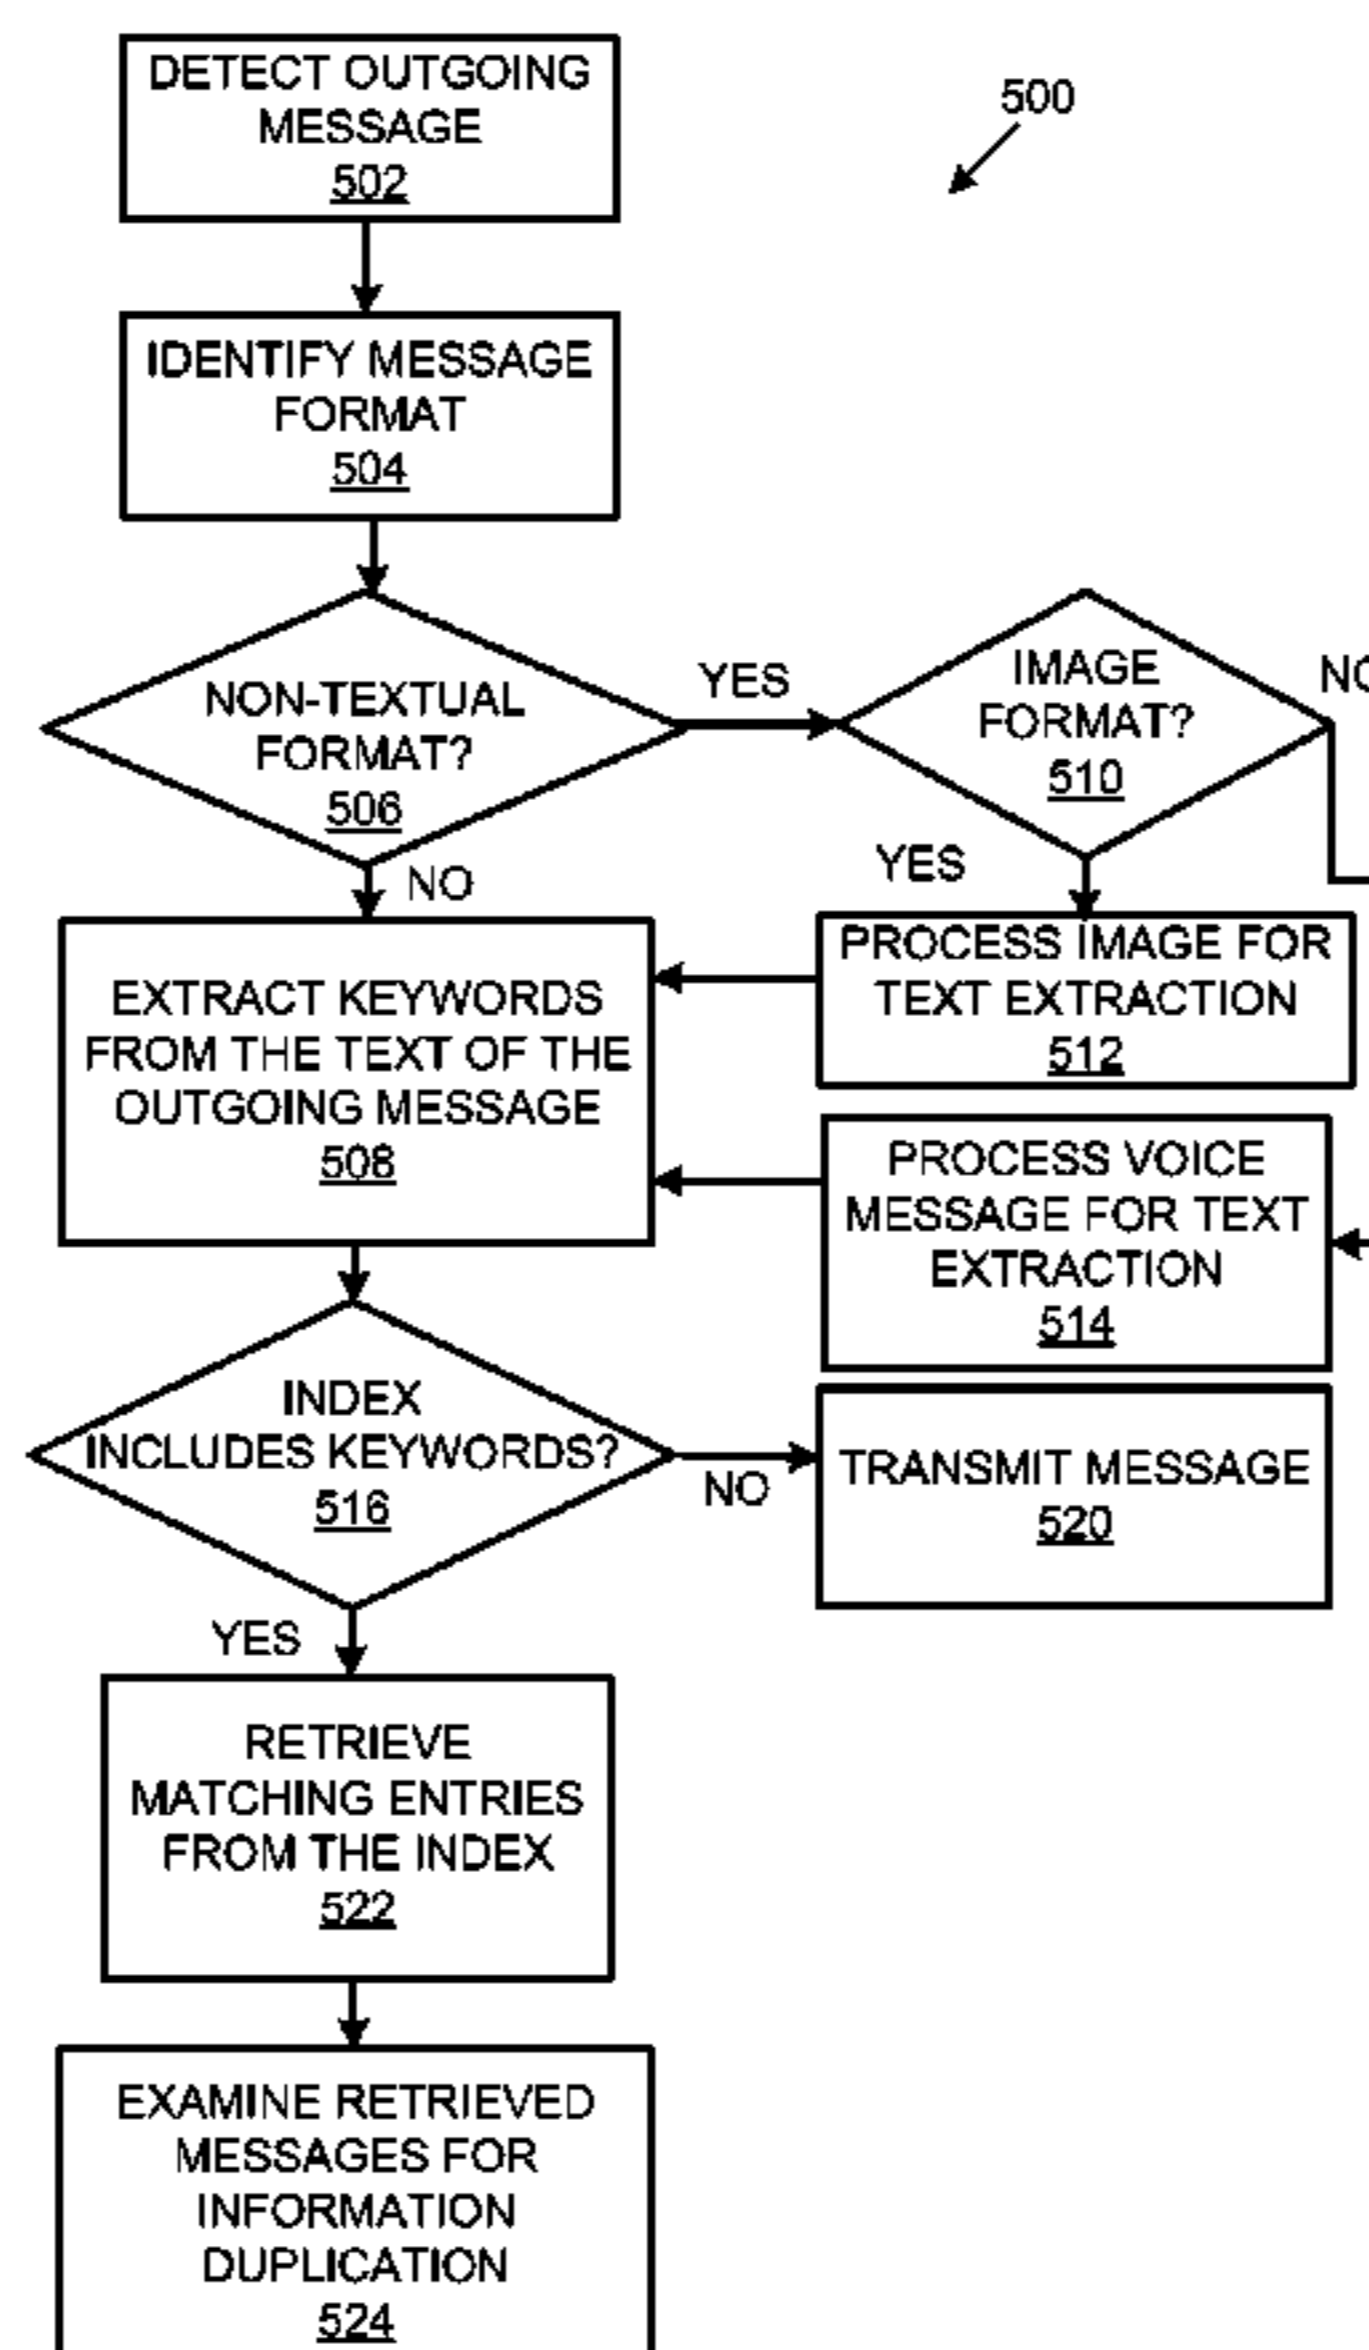 DETECT OUTGOING
MESSAGE
502
500
IDENTIFY MESSAGE
FORMAT
504
NON-TEXTUAL
FORMAT?
506
YES
IMAGE
FORMAT?
510
NO
YES
NO
EXTRACT KEYWORDS
FROM THE TEXT OF THE
OUTGOING MESSAGE
508
PROCESS IMAGE FOR
TEXT EXTRACTION
512
PROCESS VOICE
MESSAGE FOR TEXT
EXTRACTION
514
INDEX
INCLUDES KEYWORDS?
516
NO
TRANSMIT MESSAGE
520
YES
RETRIEVE
MATCHING ENTRIES
FROM THE INDEX
522
EXAMINE RETRIEVED
MESSAGES FOR
INFORMATION
DUPLICATION
524